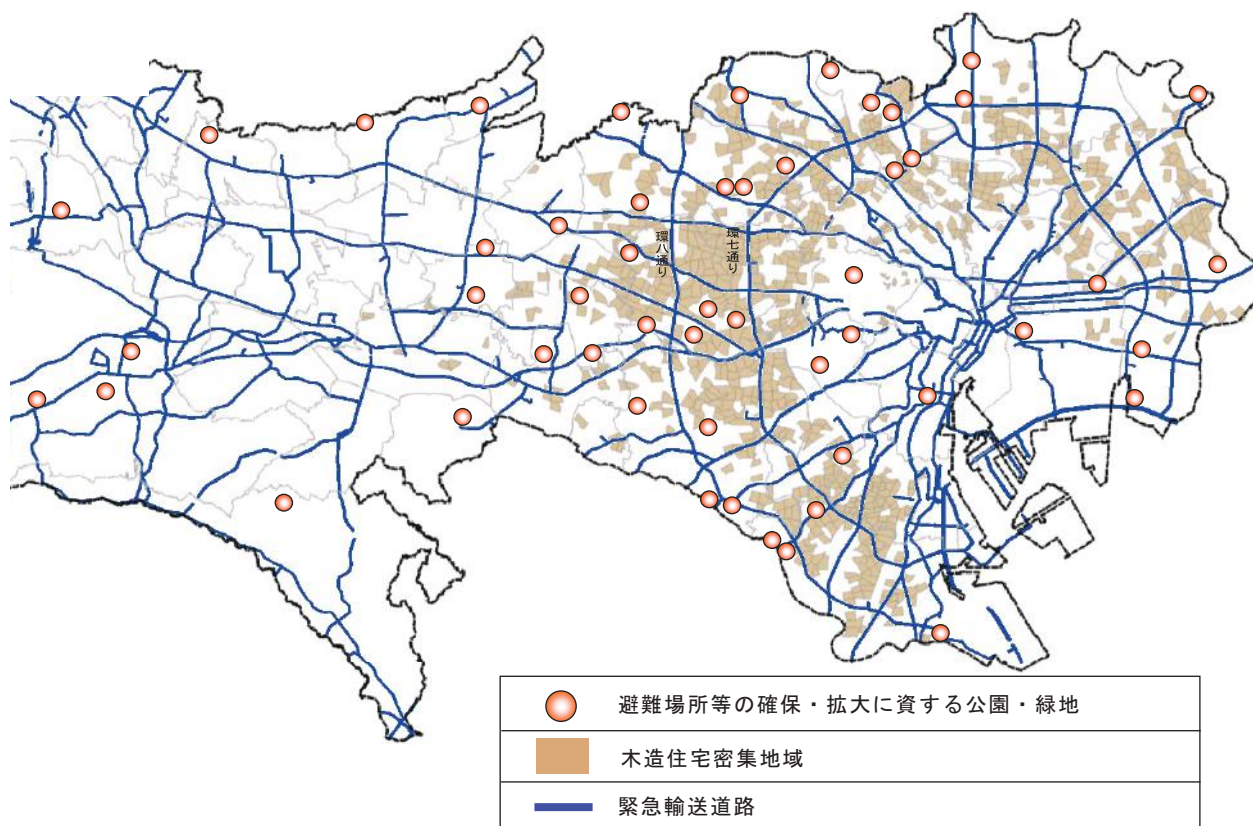 環八通り
環七通り
避難場所等の確保・拡大に資する公園・緑地
木造住宅密集地域
緊急輸送道路